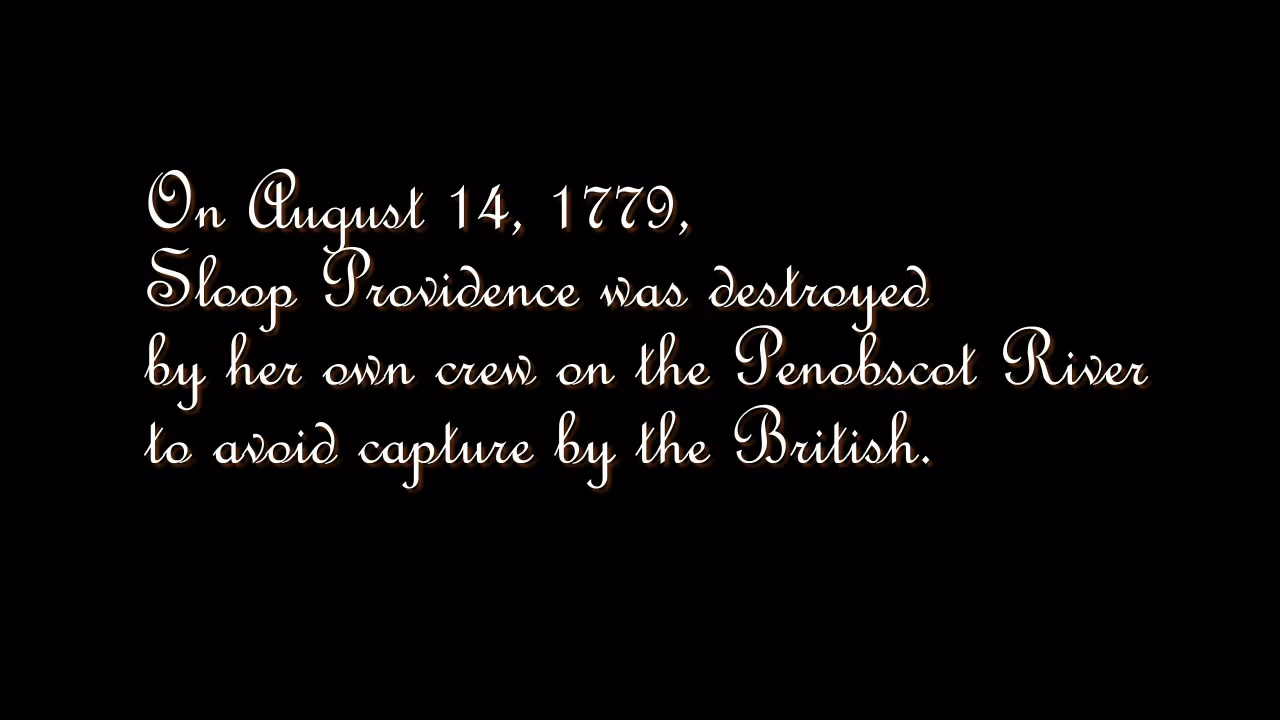 On August 14, 1779,
Sloop Providence was destroyed
by her own crew on the Penobscot River
to avoid capture by the British.